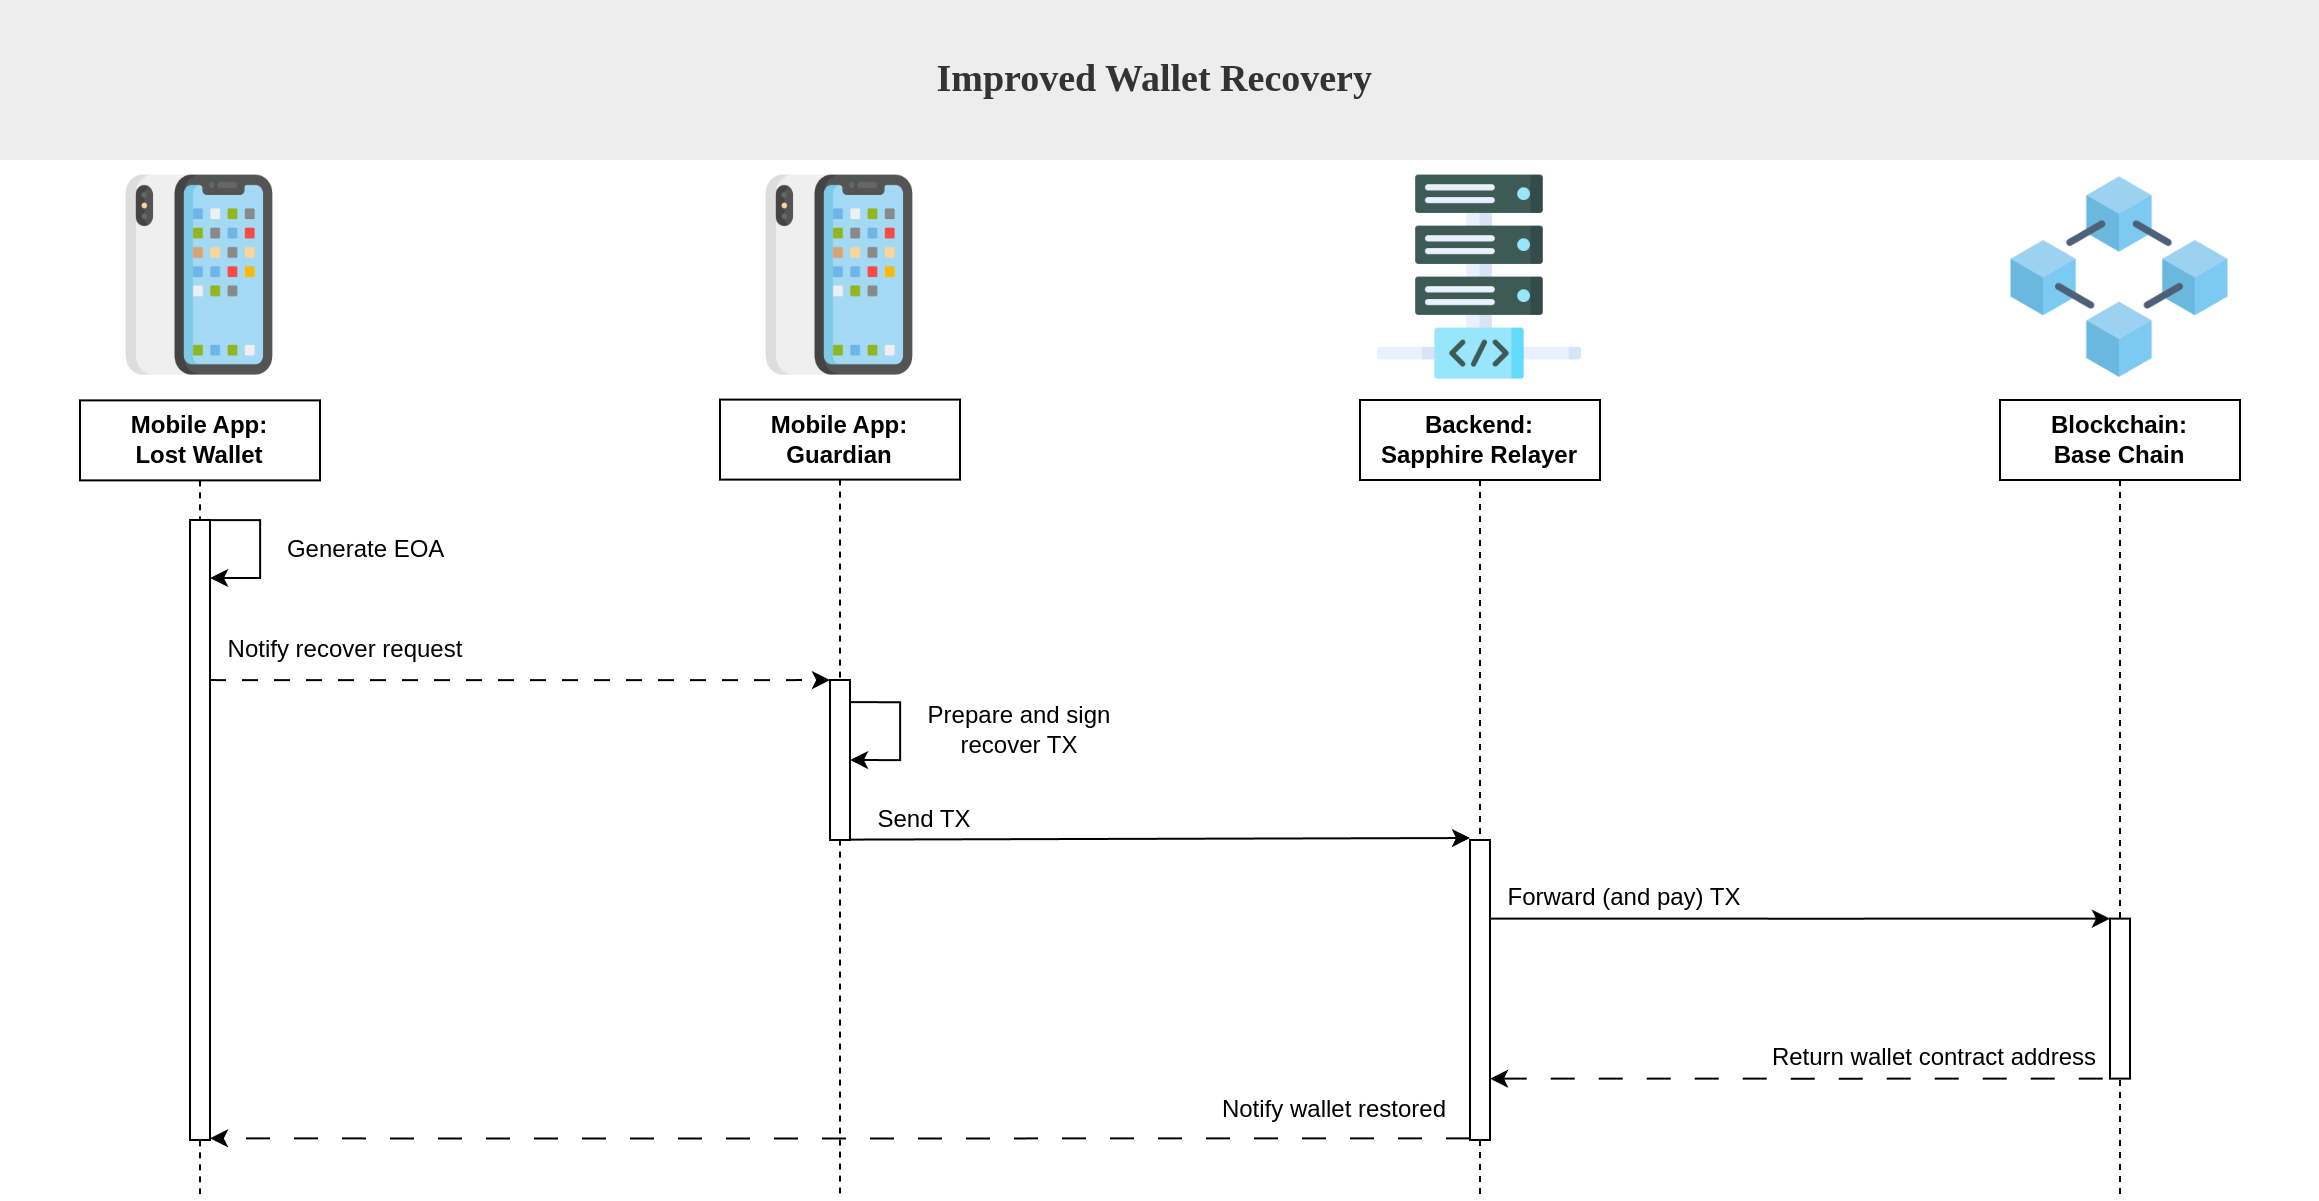 Improved Wallet Recovery
Mobile App:
Lost Wallet
Mobile App:
Guardian
Backend:
Sapphire Relayer
Blockchain:
Base Chain
Generate EOA
Notify recover request
Prepare and sign
recover TX
Send TX
Forward (and pay) TX
Return wallet contract address
Notify wallet restored